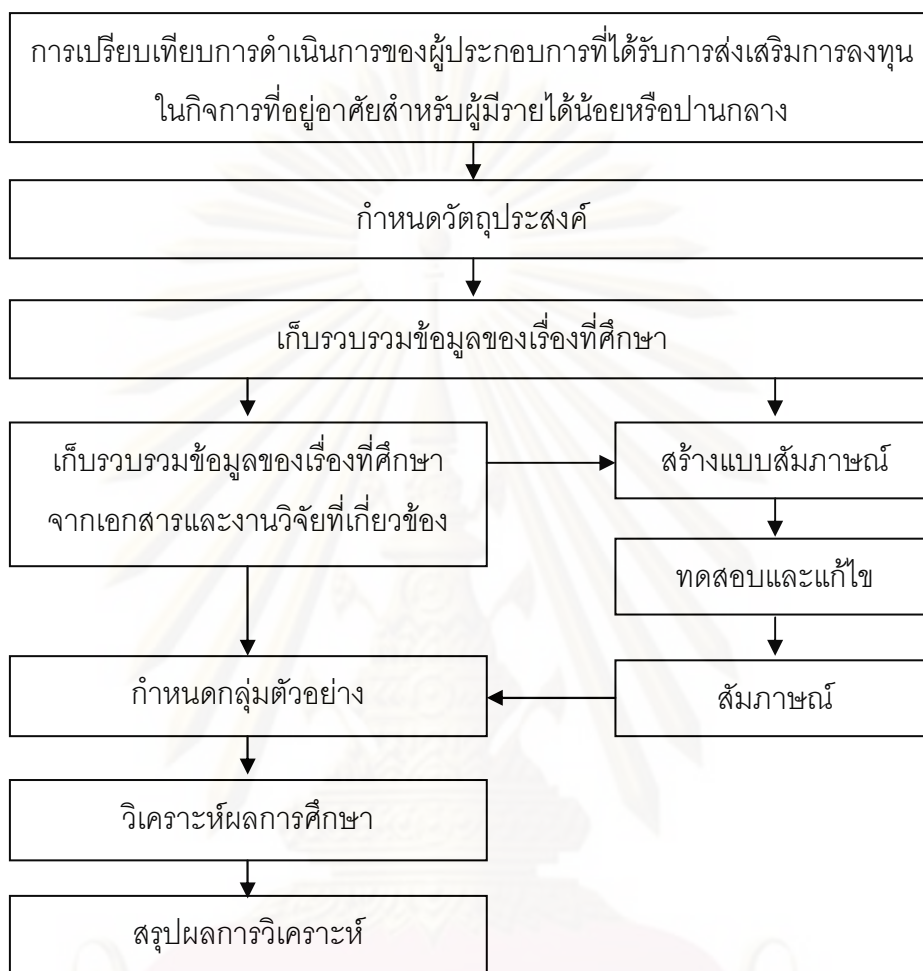 การเปรียบเทียบการดำเนินการของผู้ประกอบการที่ได้รับการส่งเสริมการลงทุน
ในกิจการที่อยู่อาศัยสำหรับผู้มีรายได้น้อยหรือปานกลาง
กำหนดวัตถุประสงค์
เก็บรวบรวมข้อมูลของเรื่องที่ศึกษา
เก็บรวบรวมข้อมูลของเรื่องที่ศึกษา
จากเอกสารและงานวิจัยที่เกี่ยวข้อง
สร้างแบบสัมภาษณ์
ทดสอบและแก้ไข
กำหนดกลุ่มตัวอย่าง
สัมภาษณ์
วิเคราะห์ผลการศึกษา
สรุปผลการวิเคราะห์